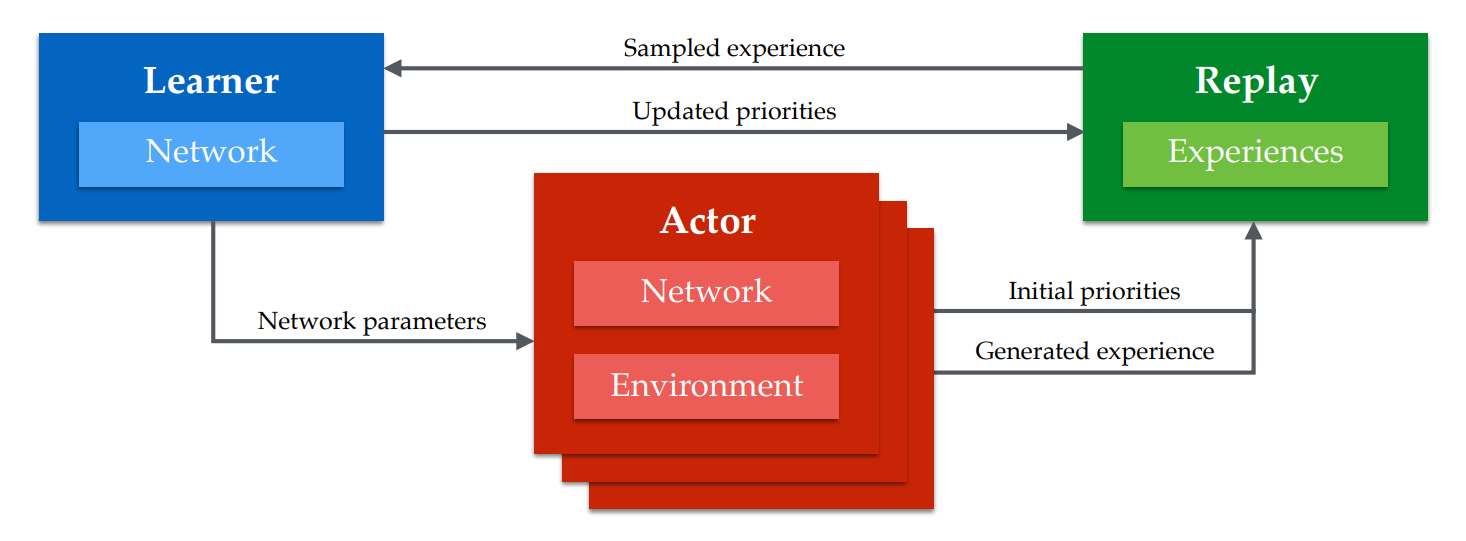 Learner
Network
Sampled experience
Updated priorities
Replay
Experiences
Actor
Network
Environment
Network parameters
Initial priorities
Generated experience